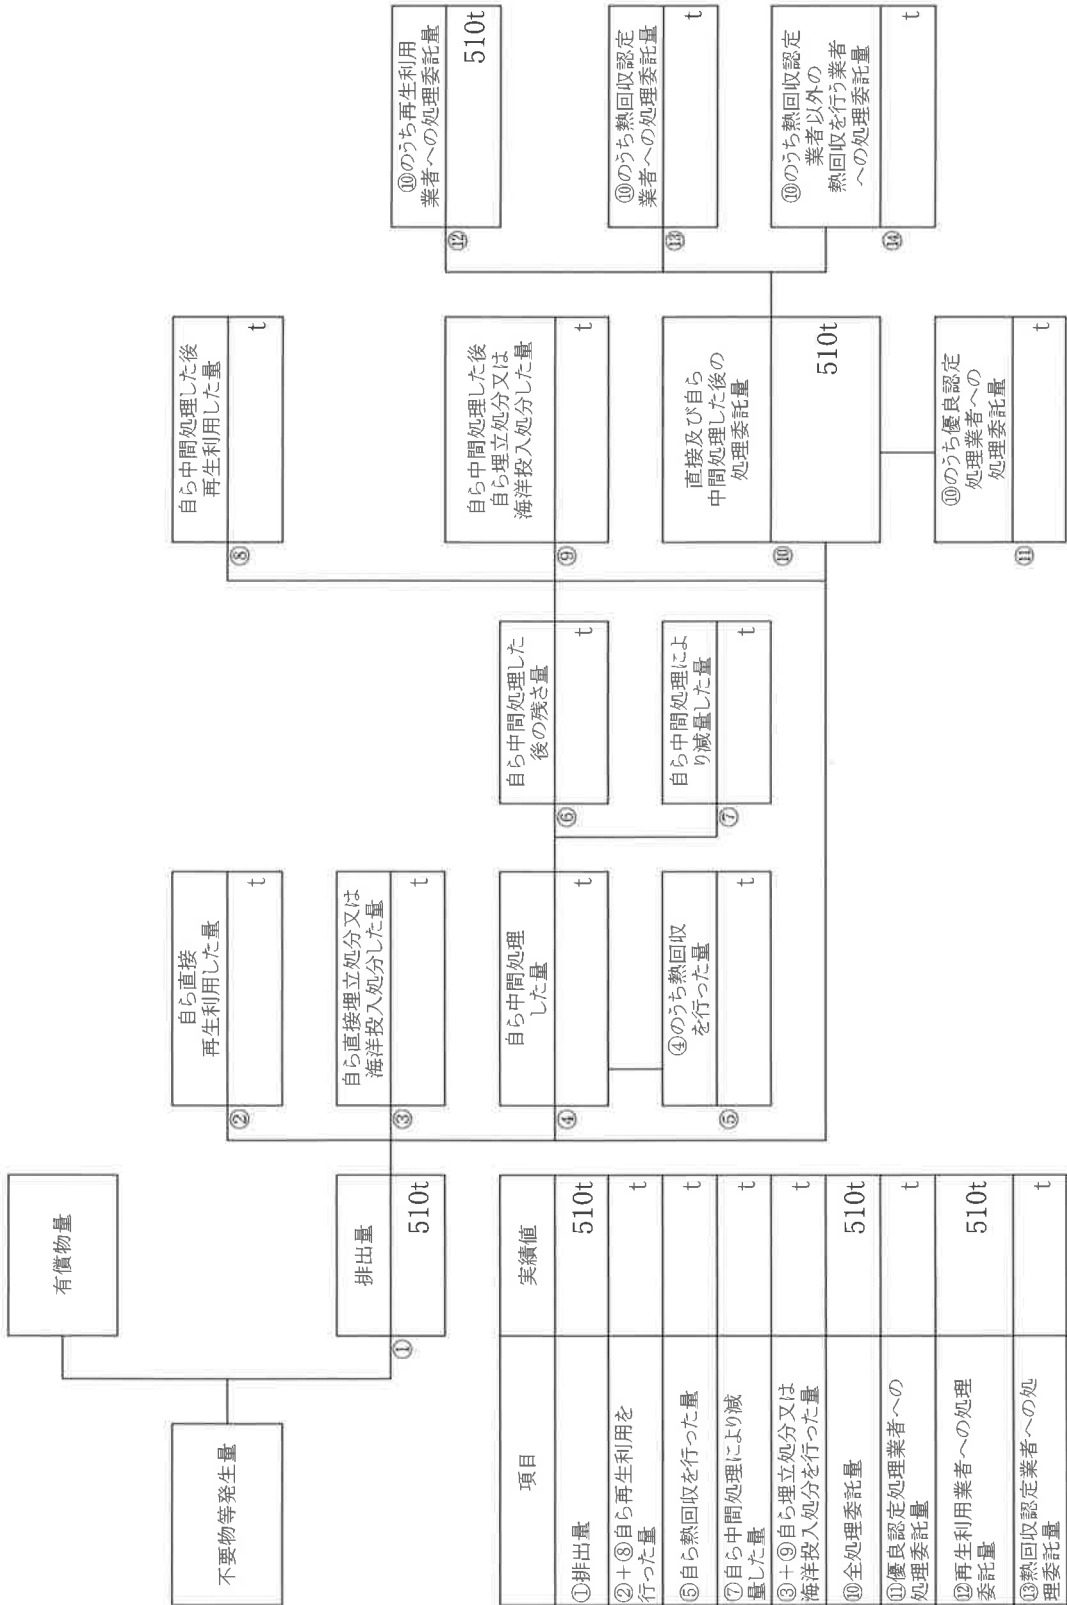 不要物等発生量
有償物量
①
排出量
510t
②
自ら直接
再生利用した量
t
③
自ら直接埋立処分又は
海洋投入処分した量
t
④
自ら中間処理
した量
t
⑤
④のうち熱回収
を行った量
t
⑥
自ら中間処理した
後の残さ量
t
⑦
自ら中間処理によ
り減量した量
t
⑧
自ら中間処理した後
再生利用した量
t
⑨
自ら中間処理した後
自ら埋立処分又は
海洋投入処分した量
t
⑩
直接及び自ら
中間処理した後の
処理委託量
510t
⑪
⑩のうち優良認定
処理業者への
処理委託量
t
⑫
⑩のうち再生利用
業者への処理委託量
510t
⑬
⑩のうち熱回収認定
業者への処理委託量
t
⑭
⑩のうち熱回収認定
業者以外の
熱回収を行う業者
への処理委託量
t
項目 実績値
①排出量 510t
②+⑧自ら再生利用を
行った量 t
⑤自ら熱回収を行った量 t
⑦自ら中間処理により減
量した量 t
③+⑨自ら埋立処分又は
海洋投入処分を行った量 t
⑩全処理委託量 510t
⑪優良認定処理業者への
処理委託量 t
⑫再生利用業者への処理
委託量 510t
⑬熱回収認定業者への処
理委託量 t